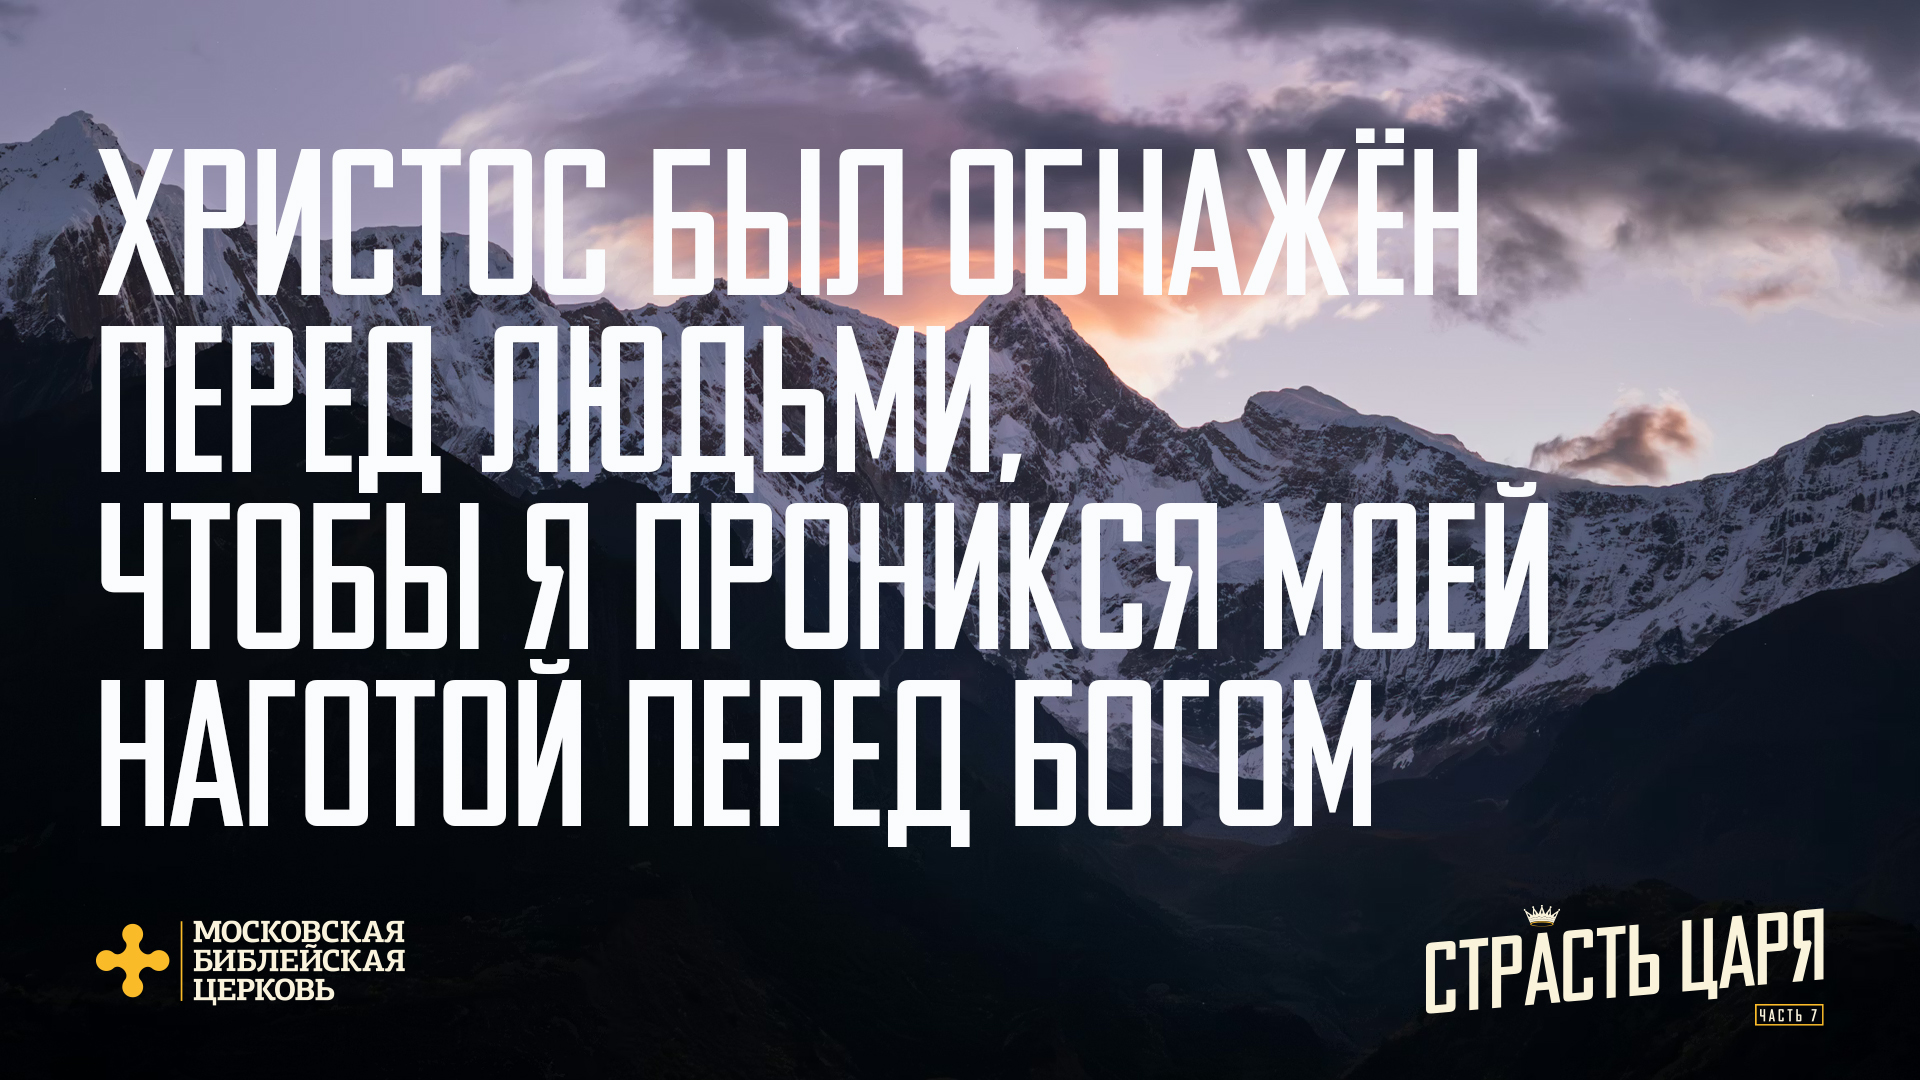 ХРИСТОС БЫЛ ОБНАЖЁН
ПЕРЕД ЛЮДЬМИ,
ЧТОБЫ Я ПРОНИКСЯ МОЕЙ
НАГОТОЙ ПЕРЕД БОГОМ
МОСКОВСКАЯ
БИБЛЕЙСКАЯ
ЦЕРКОВЬ
СТРАСТЬ ЦАРЯ
ЧАСТЬ 7